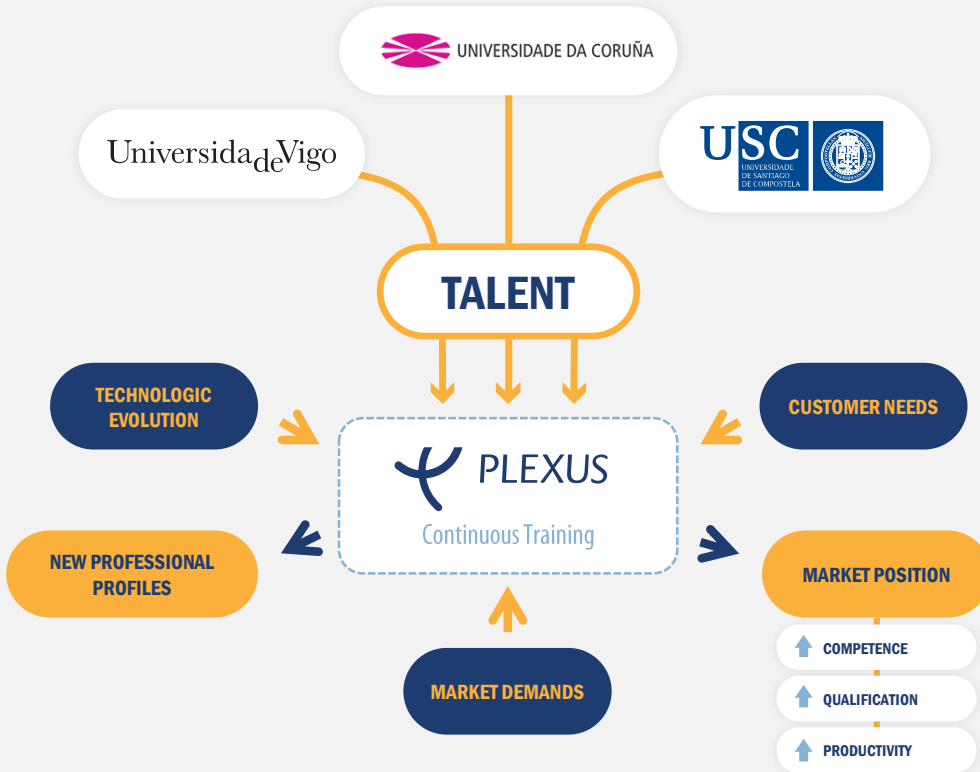 UNIVERSIDADE DA CORUÑA
UniversidadeVigo
USC
UNIVERSIDADE
DE SANTIAGO
DE COMPOSTELA
TALENT
TECHNOLOGIC
EVOLUTION
CUSTOMER NEEDS
PLEXUS
Continuous Training
NEW PROFESSIONAL
PROFILES
MARKET POSITION
COMPETENCE
MARKET DEMANDS
QUALIFICATION
PRODUCTIVITY